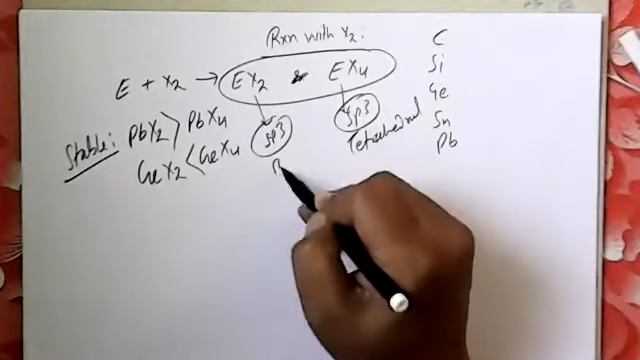 Rxn with X2.
E + X2 → EX2 & EX4
sp3
sp3
Tetrahedral
Stable: PbX2 > PbX4
GeX2 < GeX4
C
Si
Ge
Sn
Pb